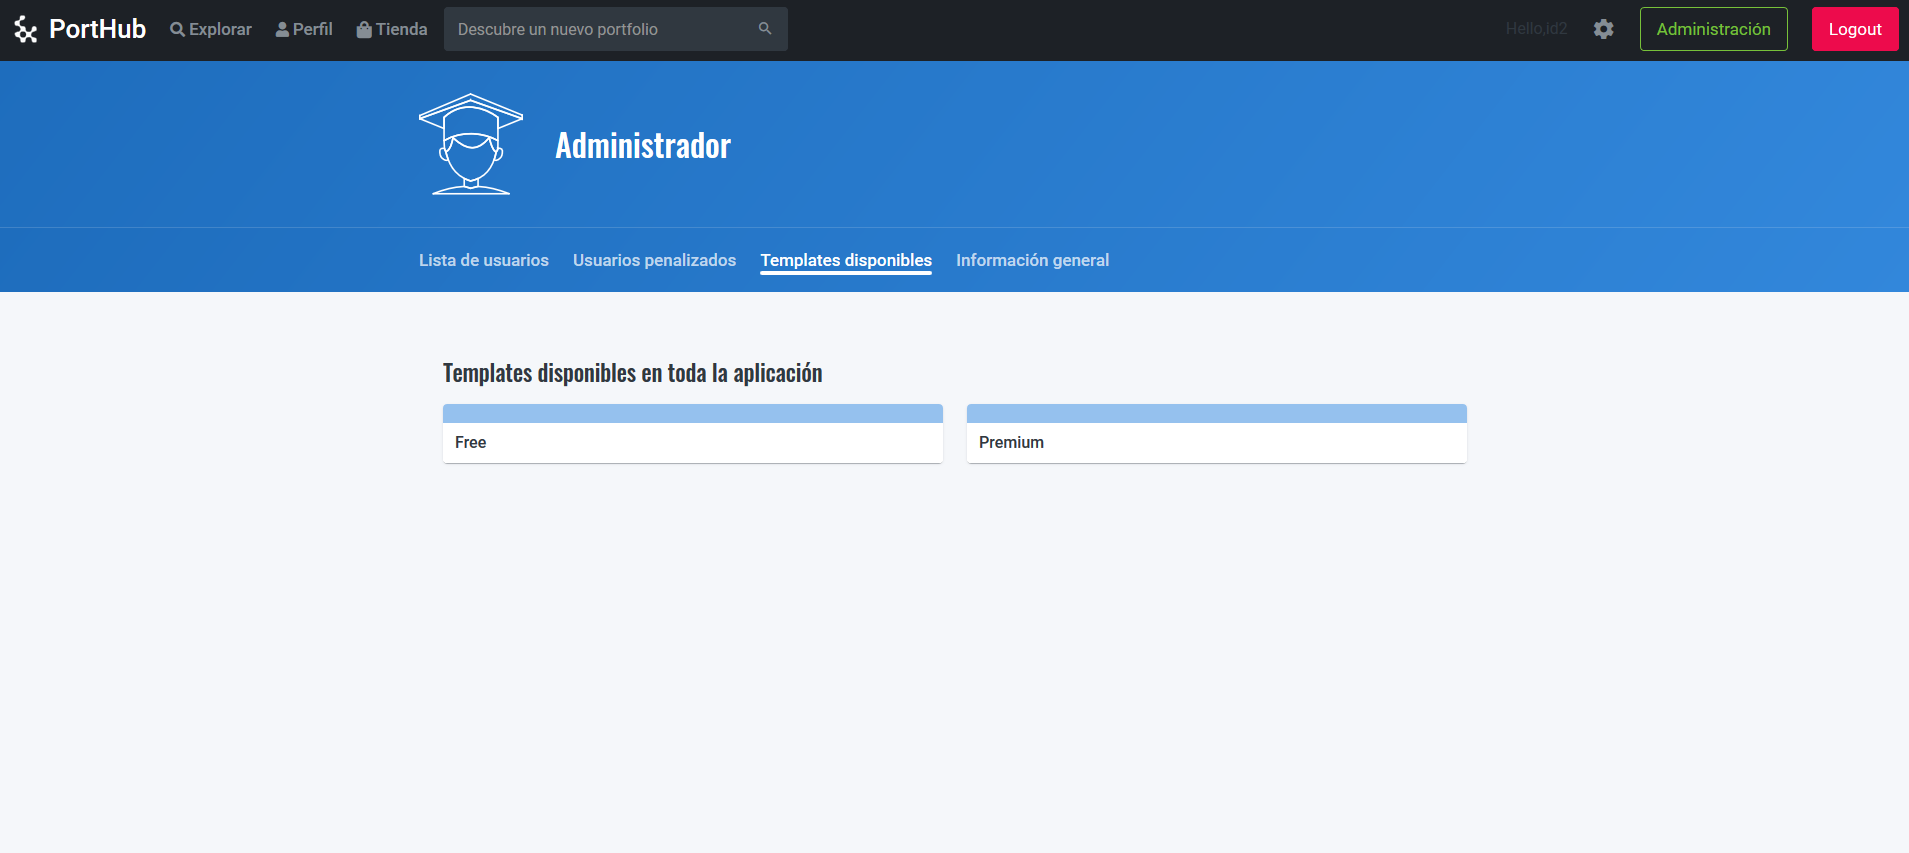 PortHub Explorar Perfil Tienda Descubre un nuevo portfolio Hello,id2 Administración Logout
Administrador
Lista de usuarios Usuarios penalizados Templates disponibles Información general
Templates disponibles en toda la aplicación
Free Premium